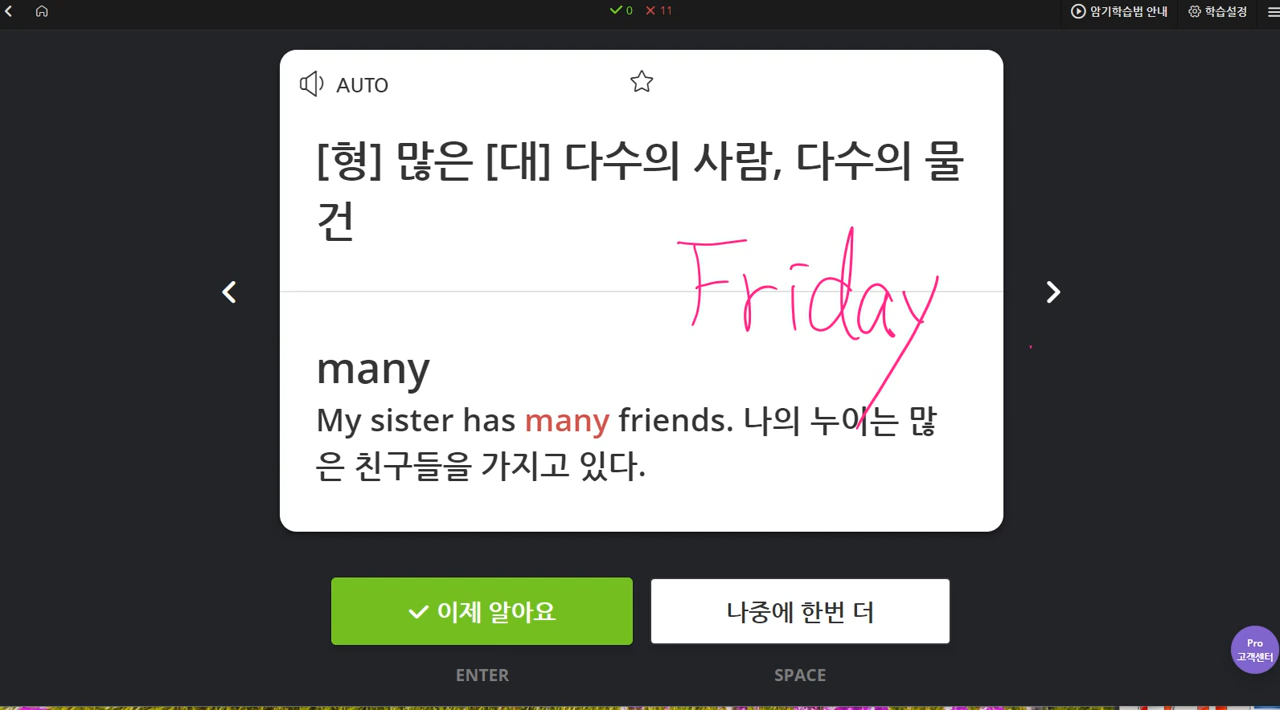 0 11 암기학습법 안내 학습설정
AUTO
[형] 많은 [대] 다수의 사람, 다수의 물
건
Friday
many
My sister has many friends. 나의 누이는 많
은 친구들을 가지고 있다.
이제 알아요 나중에 한번 더
Pro
고객센터
ENTER SPACE